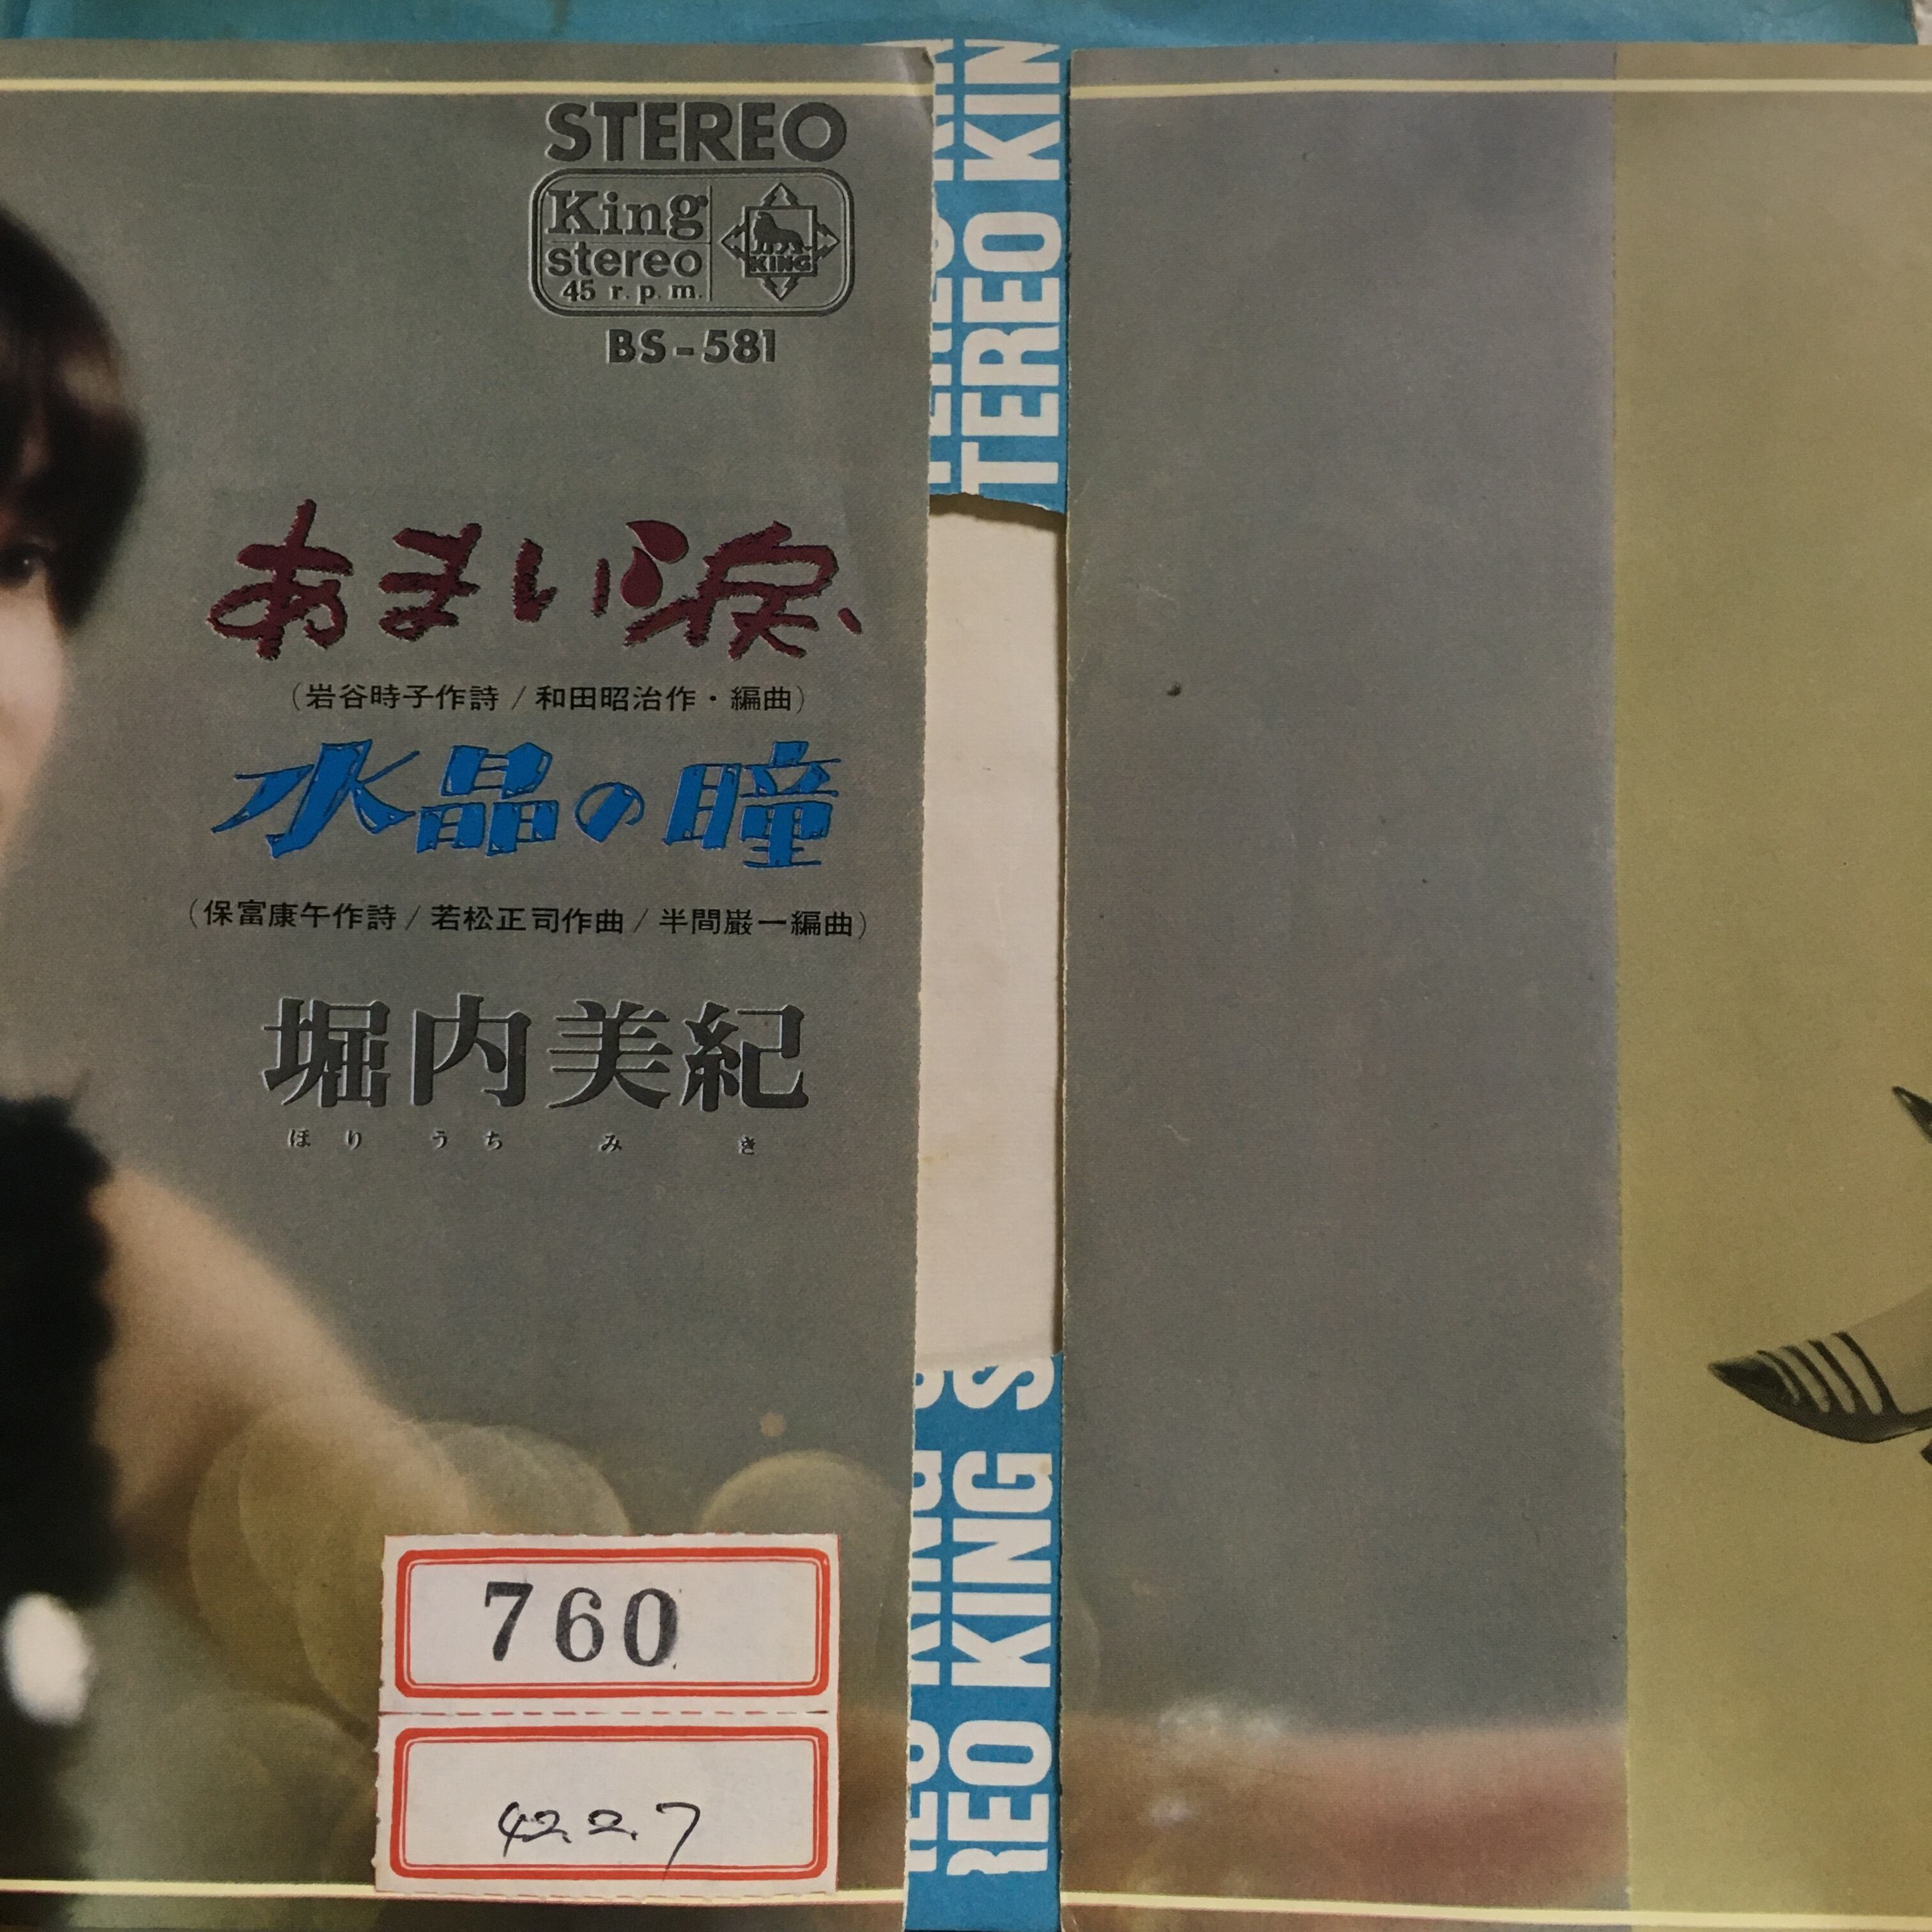 STEREO
King
stereo
45 r.p.m.
KING
BS-581
あまい涙
(岩谷時子作詩/和田昭治作・編曲)
水晶の瞳
(保富康午作詩/若松正司作曲/半間巌一編曲)
堀内美紀
ほり うち み き
760
42.2.7
TEREO KIN
REO KING S